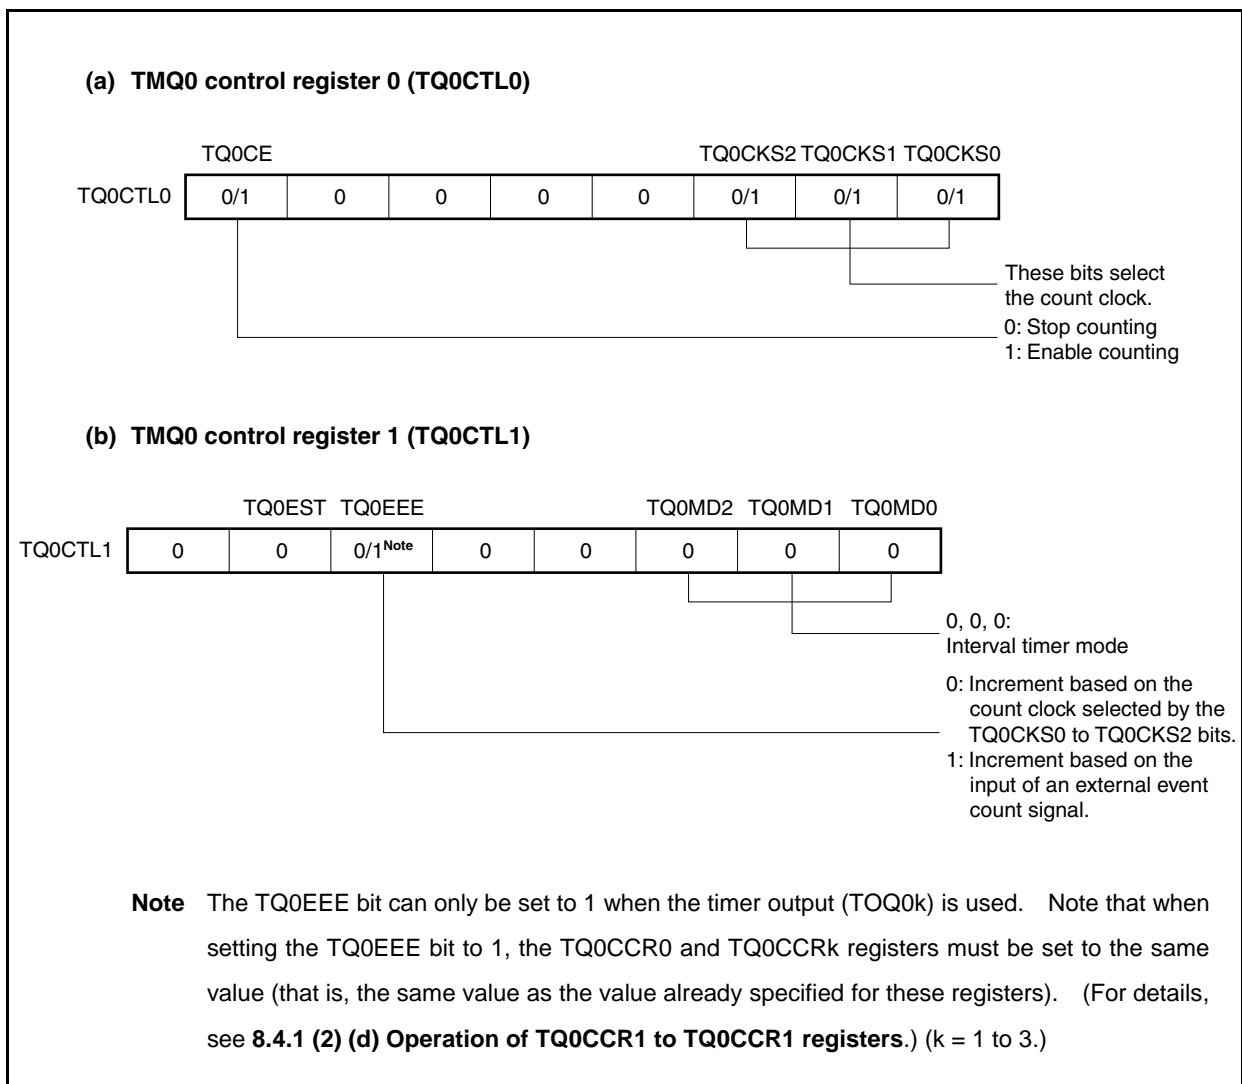 (a) TMQ0 control register 0 (TQ0CTL0)
TQ0CE TQ0CKS2 TQ0CKS1 TQ0CKS0
TQ0CTL0 0/1 0 0 0 0 0/1 0/1 0/1
These bits select
the count clock.
0: Stop counting
1: Enable counting
(b) TMQ0 control register 1 (TQ0CTL1)
TQ0EST TQ0EEE TQ0MD2 TQ0MD1 TQ0MD0
TQ0CTL1 0 0 0/1Note 0 0 0 0 0
0, 0, 0:
Interval timer mode
0: Increment based on the
count clock selected by the
TQ0CKS0 to TQ0CKS2 bits.
1: Increment based on the
input of an external event
count signal.
Note The TQ0EEE bit can only be set to 1 when the timer output (TOQ0k) is used. Note that when
setting the TQ0EEE bit to 1, the TQ0CCR0 and TQ0CCRk registers must be set to the same
value (that is, the same value as the value already specified for these registers). (For details,
see 8.4.1 (2) (d) Operation of TQ0CCR1 to TQ0CCR1 registers.) (k = 1 to 3.)